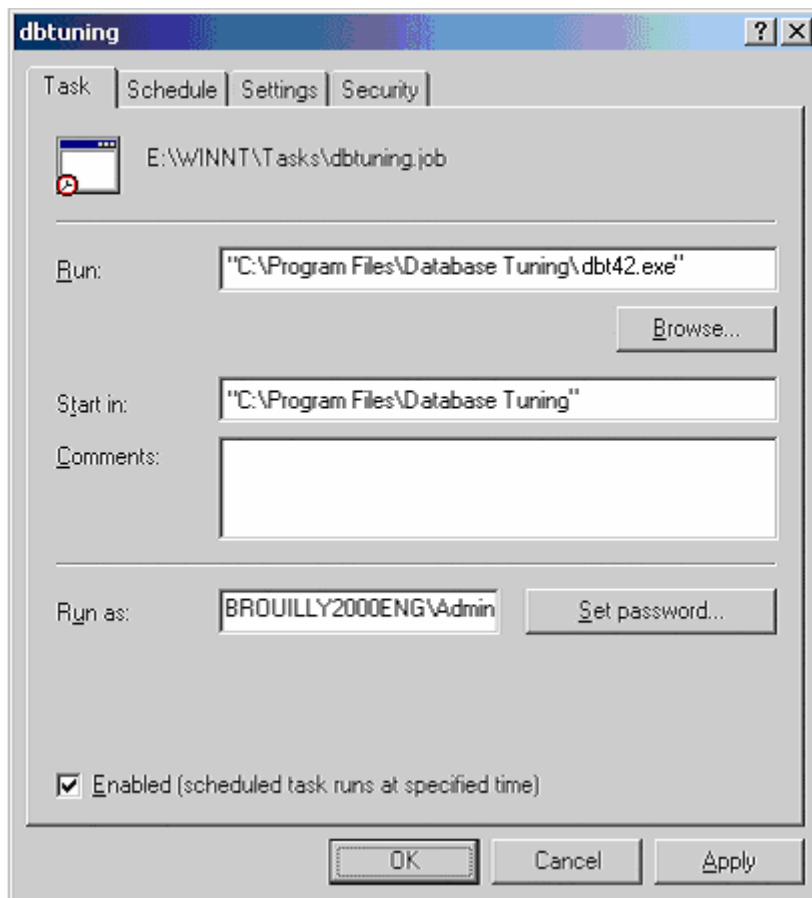 dbtuning
Task Schedule Settings Security
E:\WINNT\Tasks\dbtuning.job
Run: "C:\Program Files\Database Tuning\dbt42.exe"
Browse...
Start in: "C:\Program Files\Database Tuning"
Comments:
Run as: BROUILLY2000ENG\Admin Set password...
Enabled (scheduled task runs at specified time)
OK Cancel Apply